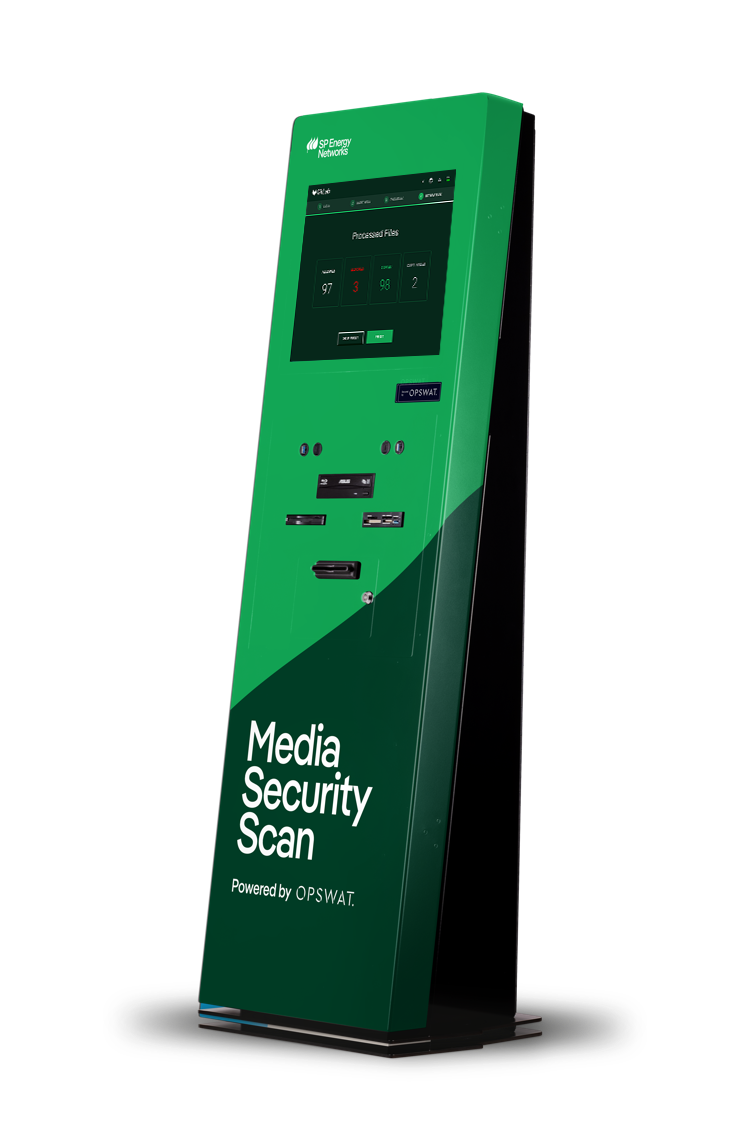 SP Energy
Networks
Processed Files
97
3
98
2
OPSWAT.
Media
Security
Scan
Powered by OPSWAT.